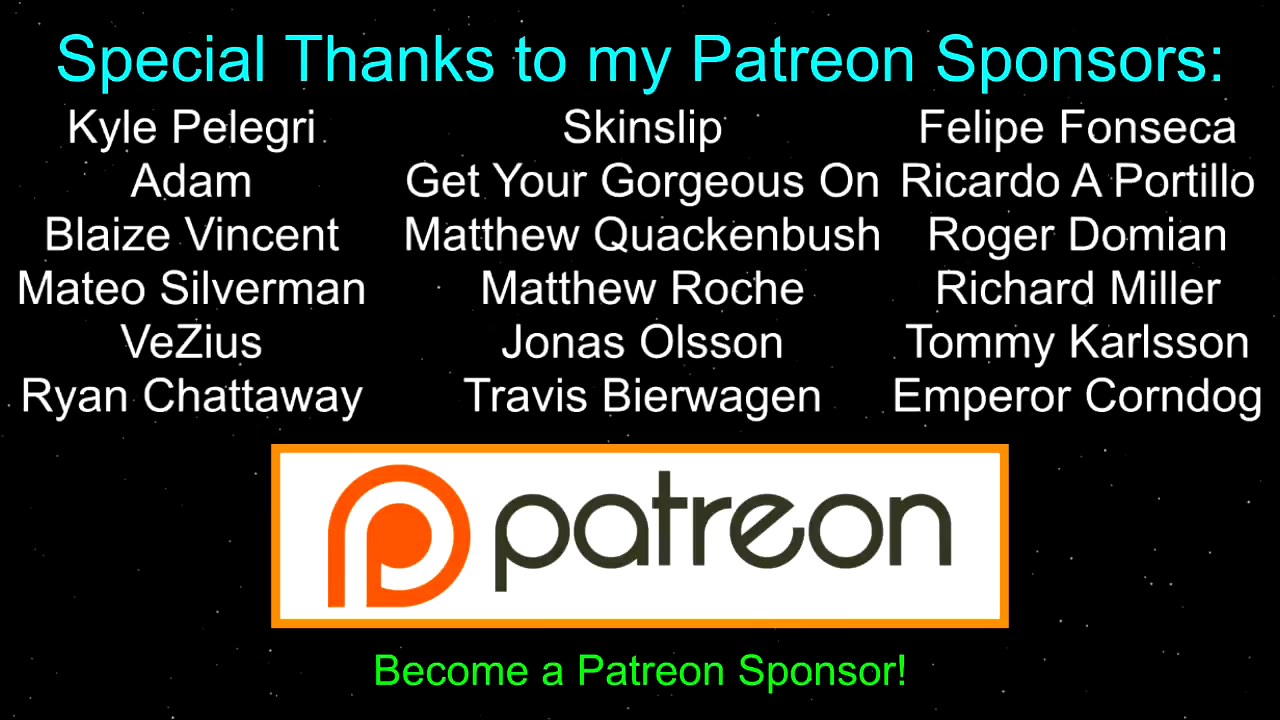 Special Thanks to my Patreon Sponsors:
Kyle Pelegri
Adam
Blaize Vincent
Mateo Silverman
VeZius
Ryan Chattaway
Skinslip
Get Your Gorgeous On
Matthew Quackenbush
Matthew Roche
Jonas Olsson
Travis Bierwagen
Felipe Fonseca
Ricardo A Portillo
Roger Domian
Richard Miller
Tommy Karlsson
Emperor Corndog
patreon
Become a Patreon Sponsor!